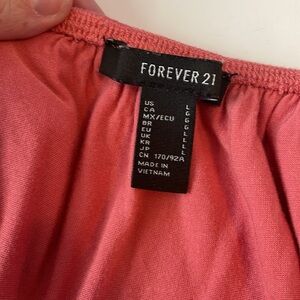 FOREVER 21
US L
CA G
MX/ECU G
BR G
EU L
UK L
KR L
JP L
CN 170/92A
MADE IN
VIETNAM